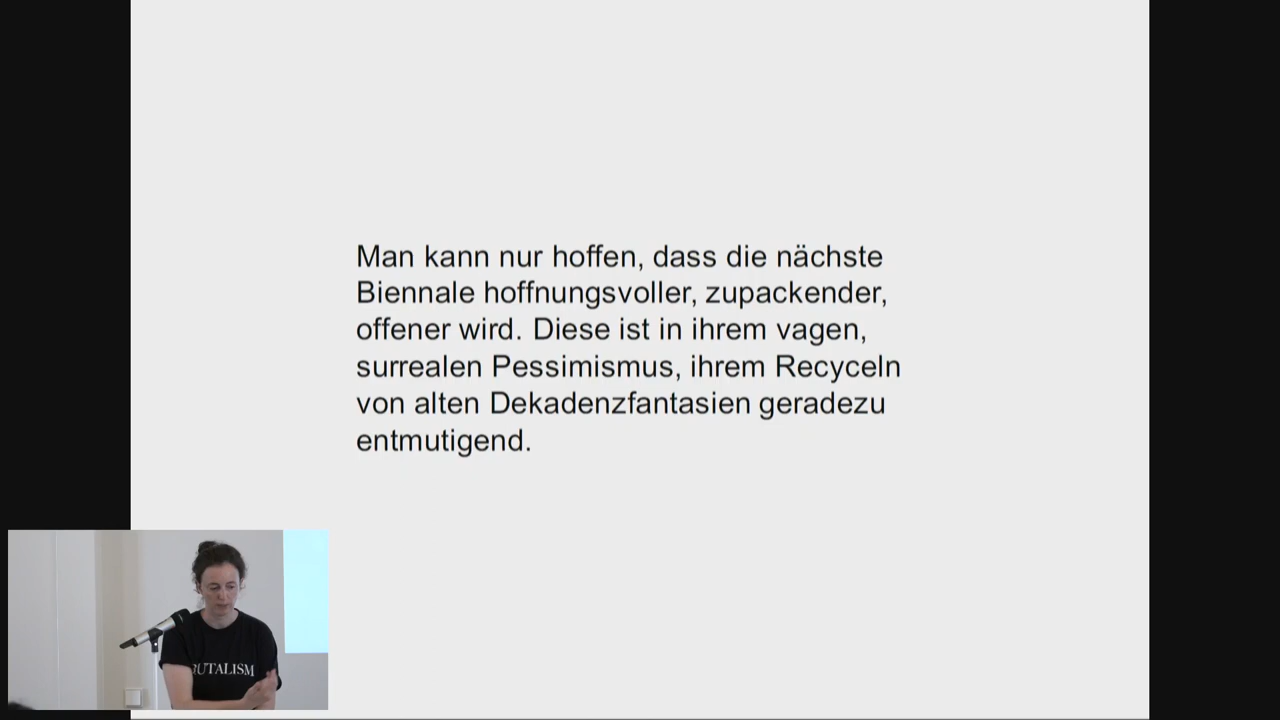 Man kann nur hoffen, dass die nächste
Biennale hoffnungsvoller, zupackender,
offener wird. Diese ist in ihrem vagen,
surrealen Pessimismus, ihrem Recyceln
von alten Dekadenzfantasien geradezu
entmutigend.
BRUTALISM